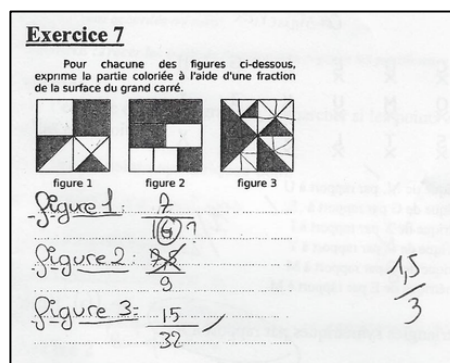 Exercice 7
Pour chacune des figures ci-dessous,
exprime la partie coloriée à l'aide d'une fraction
de la surface du grand carré.
figure 1 figure 2 figure 3
Figure 1: 7/16 ?
Figure 2: /9
Figure 3: 15/32
1,5/3